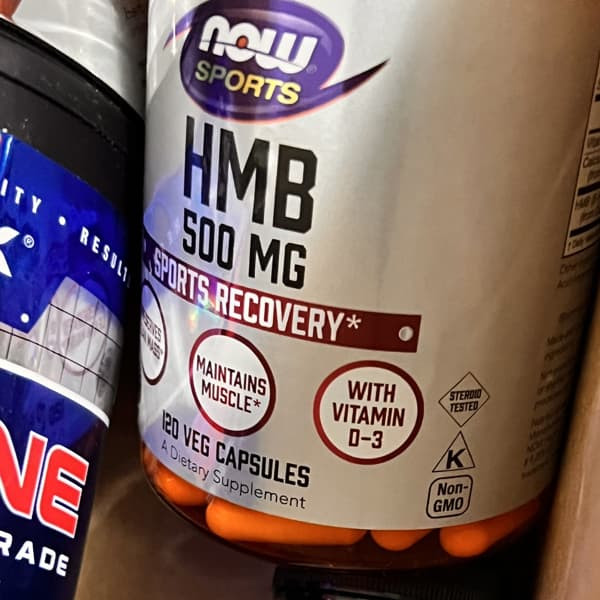 NOW
SPORTS
HMB
500 MG
SPORTS RECOVERY*
MAINTAINS
MUSCLE*
WITH
VITAMIN
D-3
STEROID
TESTED
K
Non-
GMO
120 VEG CAPSULES
A Dietary Supplement
ITY • RESULT
X®
NE
RADE